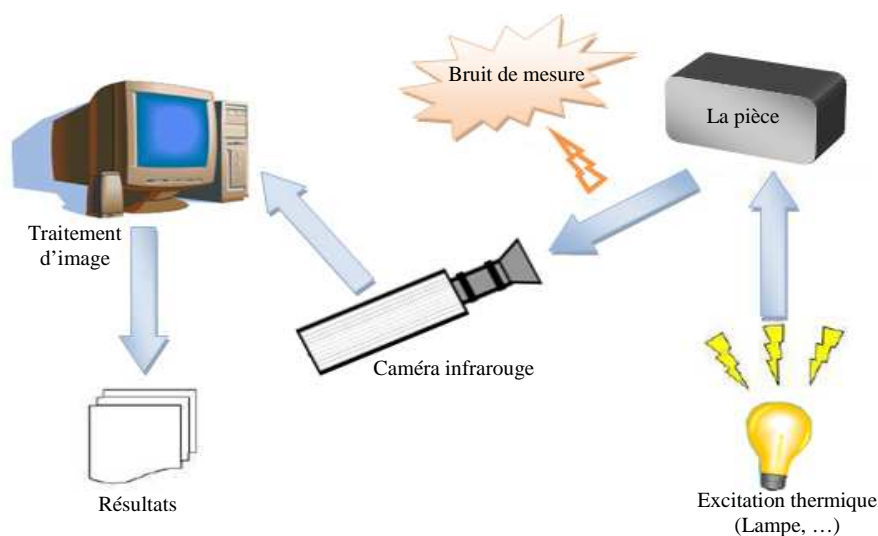 Bruit de mesure
La pièce
Traitement
d’image
Caméra infrarouge
Résultats
Excitation thermique
(Lampe, …)